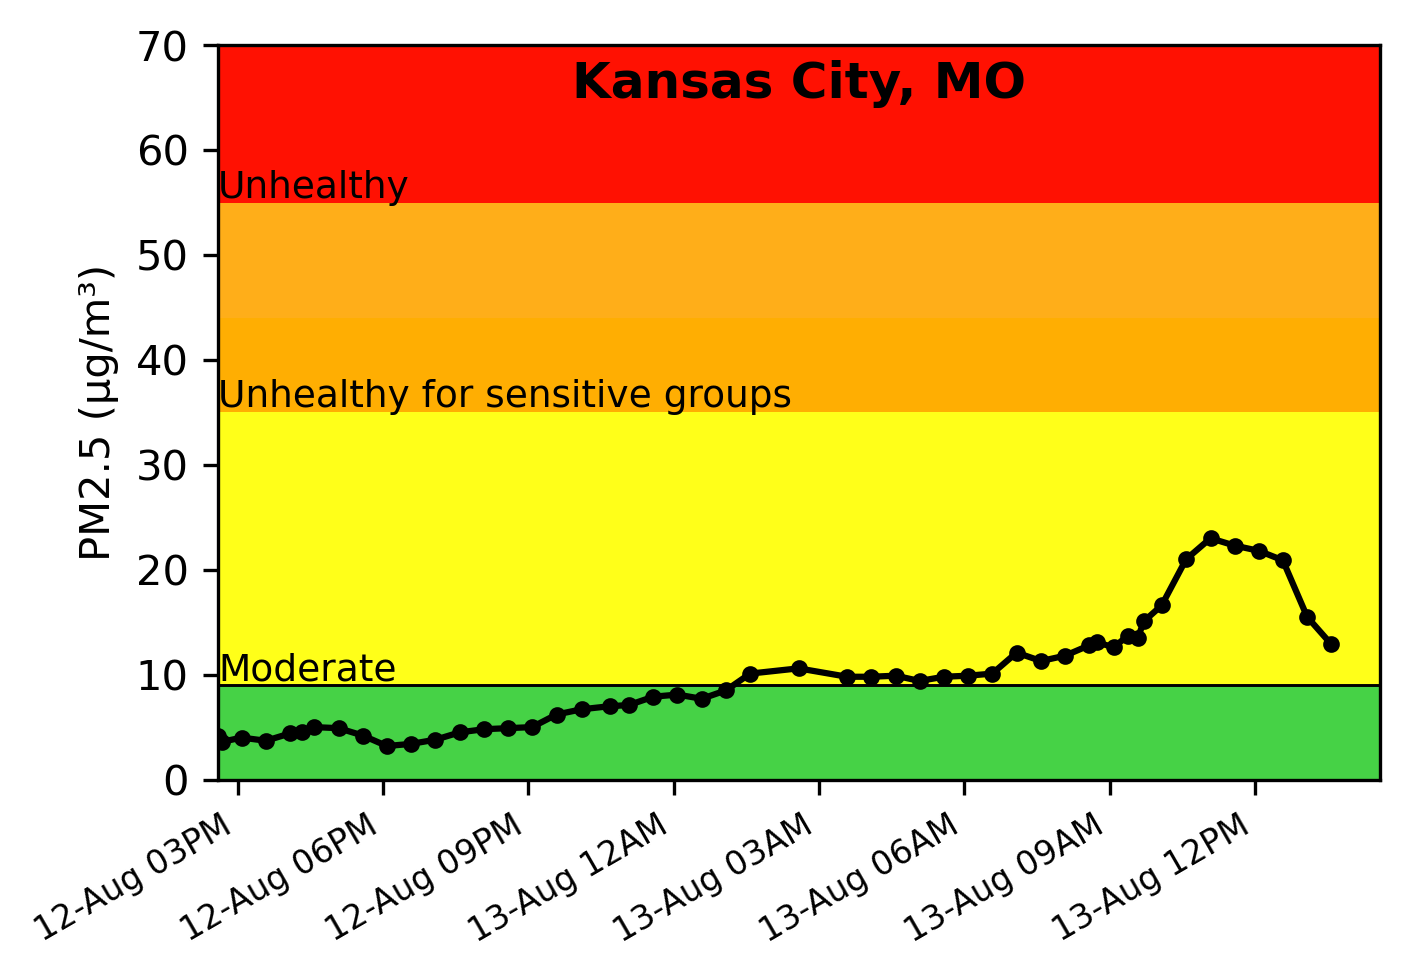 Kansas City, MO
PM2.5 (µg/m³)
70
60
50
40
30
20
10
0
Unhealthy
Unhealthy for sensitive groups
Moderate
12-Aug 03PM
12-Aug 06PM
12-Aug 09PM
13-Aug 12AM
13-Aug 03AM
13-Aug 06AM
13-Aug 09AM
13-Aug 12PM